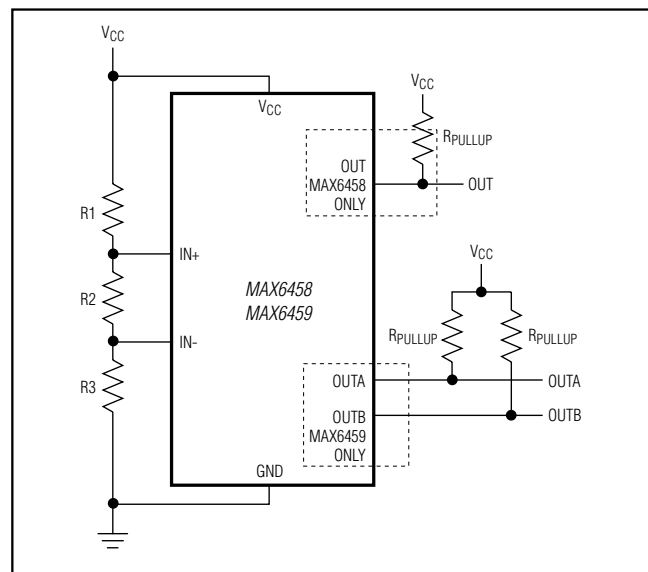 VCC
VCC
VCC
RPULLUP
OUT
MAX6458
ONLY
OUT
R1
IN+
R2
MAX6458
MAX6459
VCC
IN-
RPULLUP
RPULLUP
R3
OUTA
OUTA
OUTB
MAX6459
ONLY
OUTB
GND